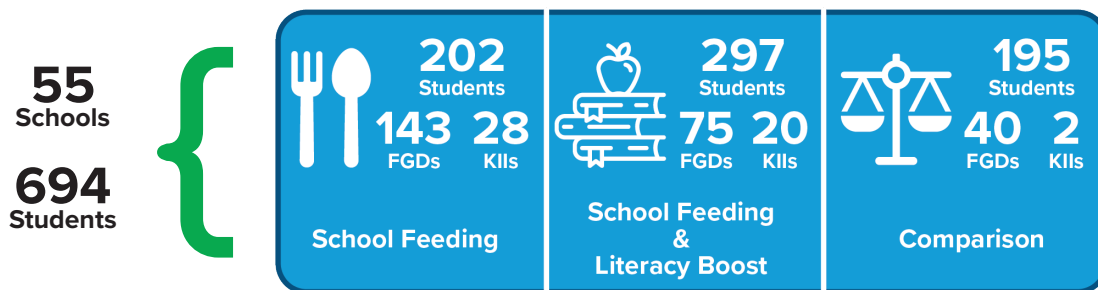 55
Schools
694
Students
202
Students
143 28
FGDs KIIs
School Feeding
297
Students
75 20
FGDs KIIs
School Feeding
&
Literacy Boost
195
Students
40 2
FGDs KIIs
Comparison